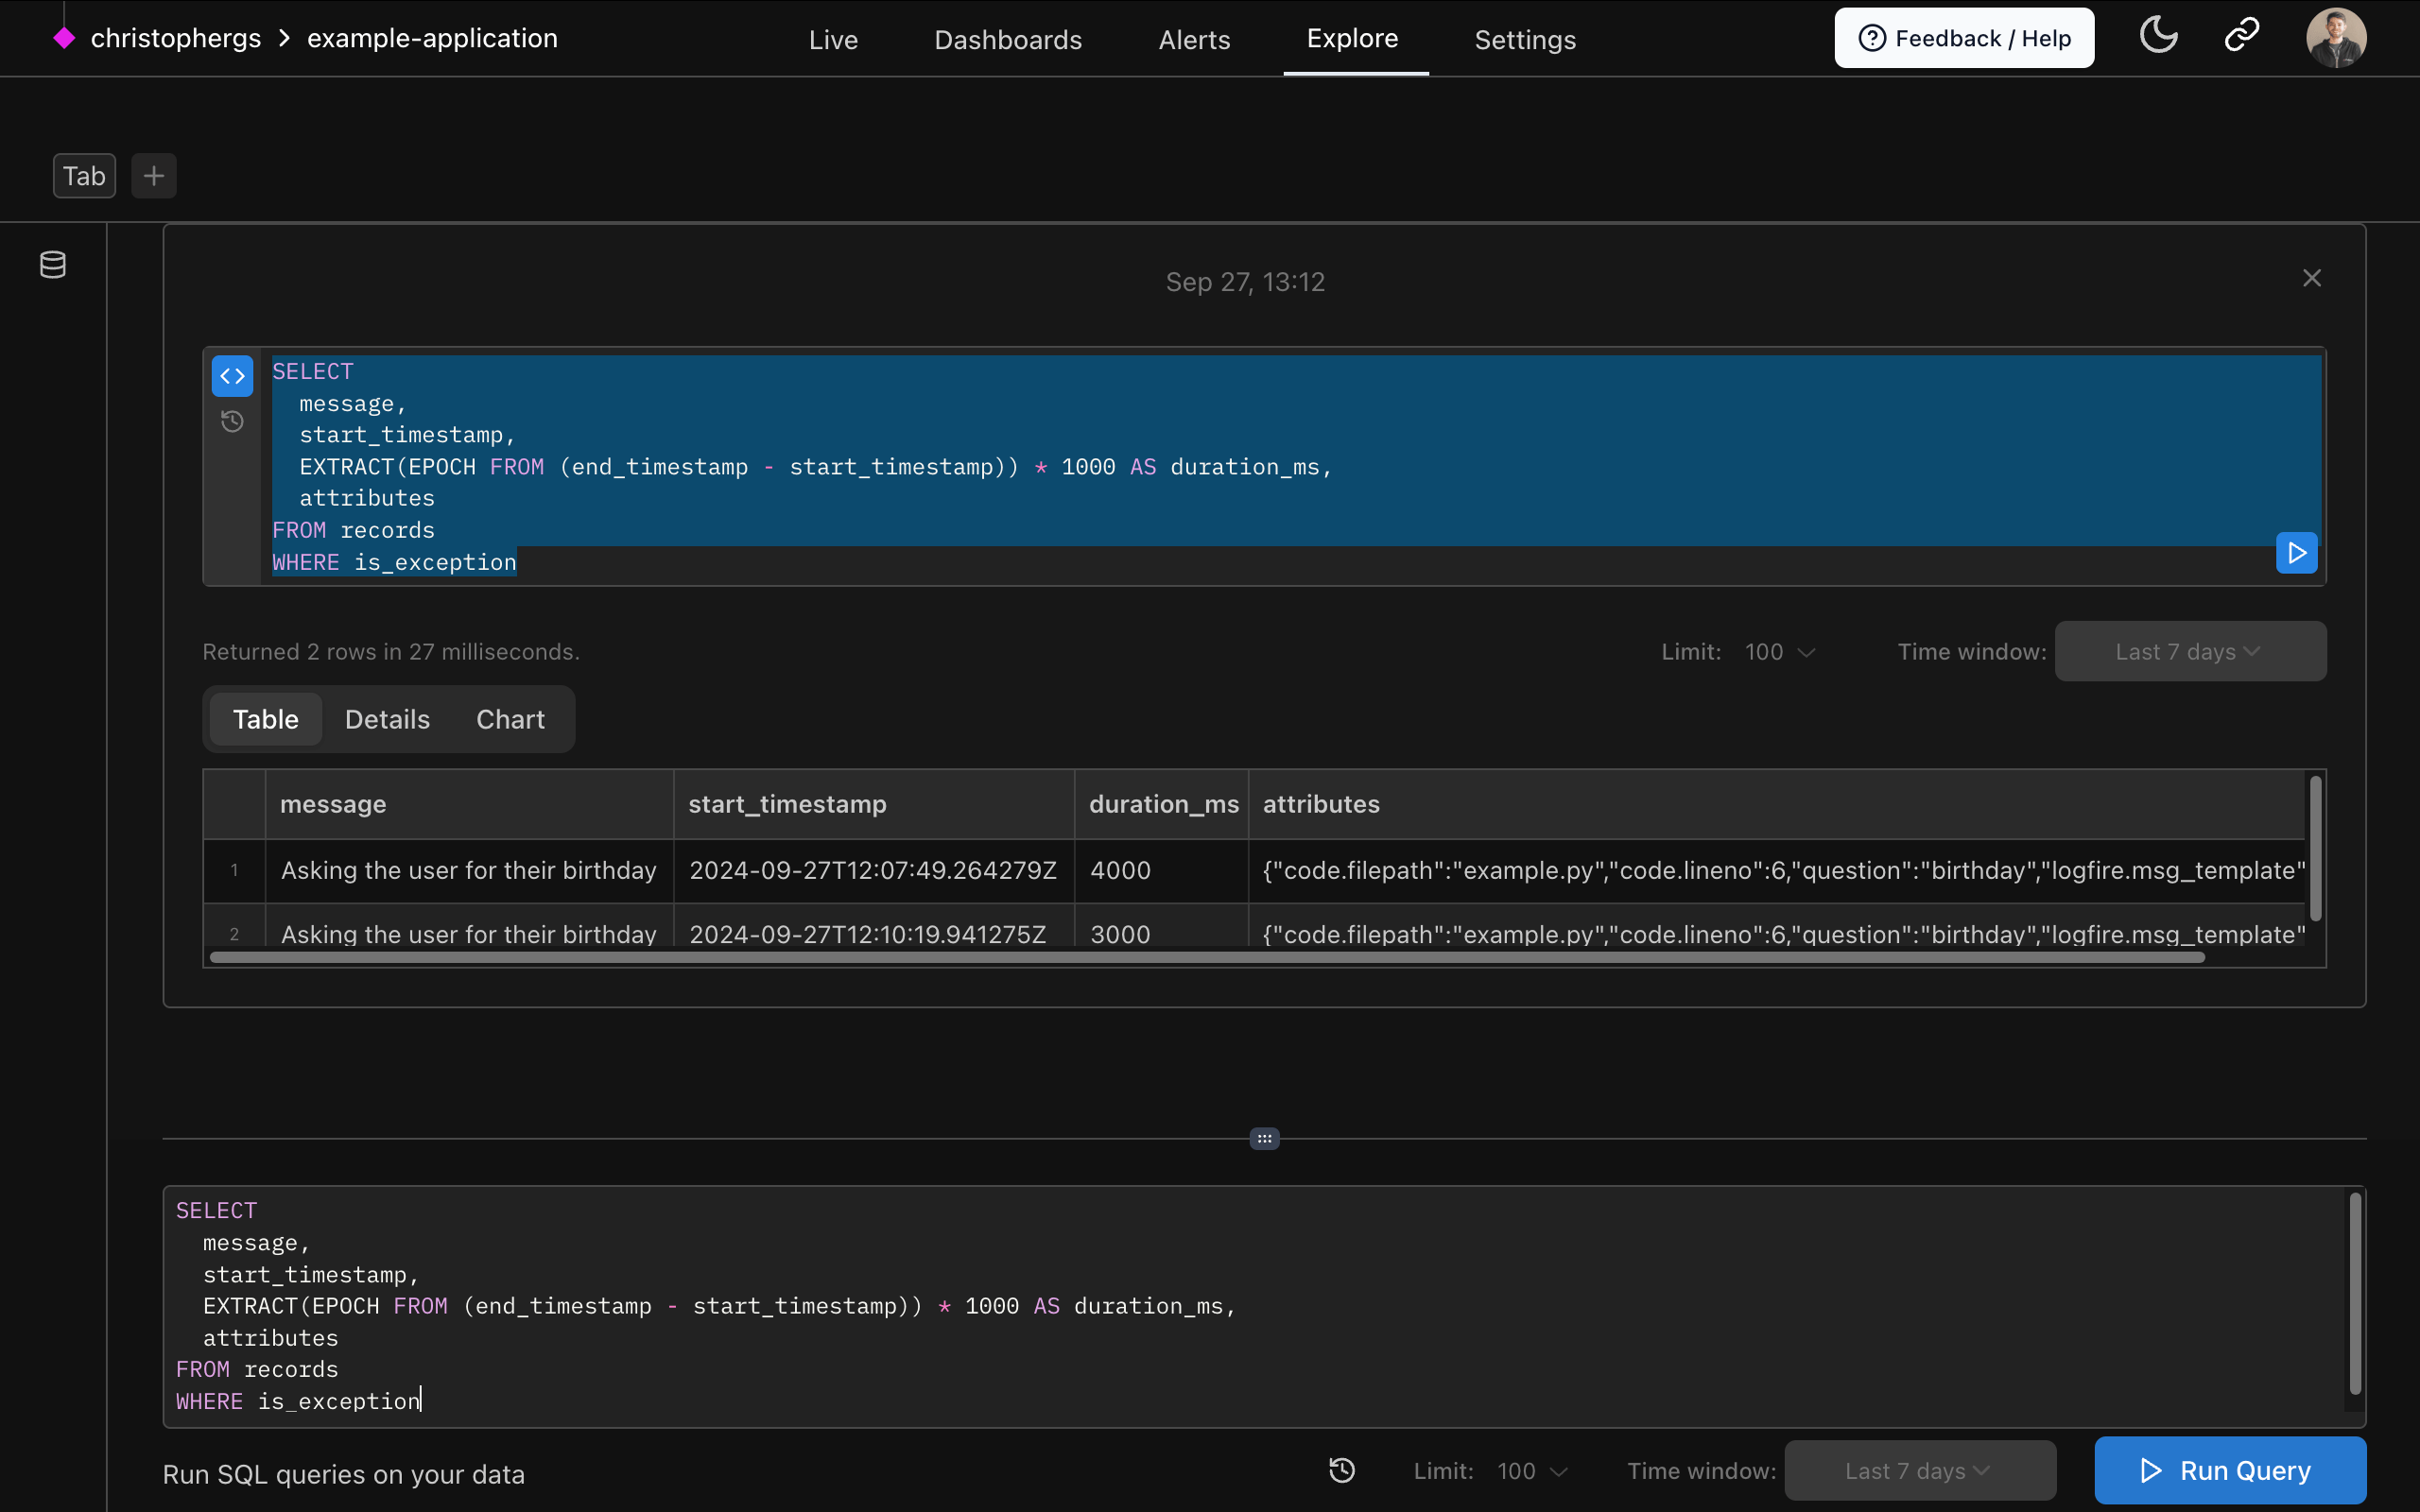 christophergs > example-application
Live Dashboards Alerts Explore Settings
Feedback / Help
Tab
Sep 27, 13:12
SELECT
  message,
  start_timestamp,
  EXTRACT(EPOCH FROM (end_timestamp - start_timestamp)) * 1000 AS duration_ms,
  attributes
FROM records
WHERE is_exception
Returned 2 rows in 27 milliseconds. Limit: 100 Time window: Last 7 days
Table Details Chart
message start_timestamp duration_ms attributes
1 Asking the user for their birthday 2024-09-27T12:07:49.264279Z 4000 {"code.filepath":"example.py","code.lineno":6,"question":"birthday","logfire.msg_template"
2 Asking the user for their birthday 2024-09-27T12:10:19.941275Z 3000 {"code.filepath":"example.py","code.lineno":6,"question":"birthday","logfire.msg_template"
SELECT
  message,
  start_timestamp,
  EXTRACT(EPOCH FROM (end_timestamp - start_timestamp)) * 1000 AS duration_ms,
  attributes
FROM records
WHERE is_exception
Run SQL queries on your data Limit: 100 Time window: Last 7 days Run Query